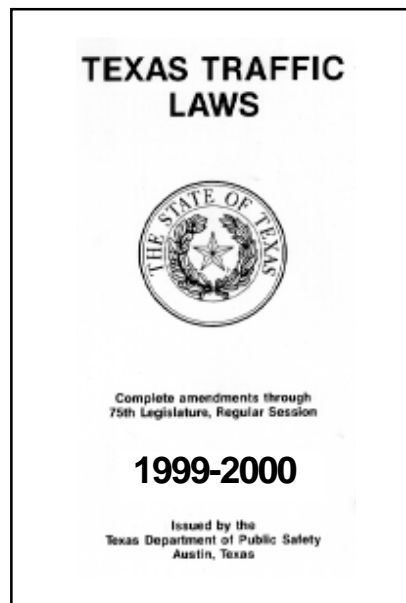 TEXAS TRAFFIC
LAWS
THE STATE OF TEXAS
Complete amendments through
75th Legislature, Regular Session
1999-2000
Issued by the
Texas Department of Public Safety
Austin, Texas